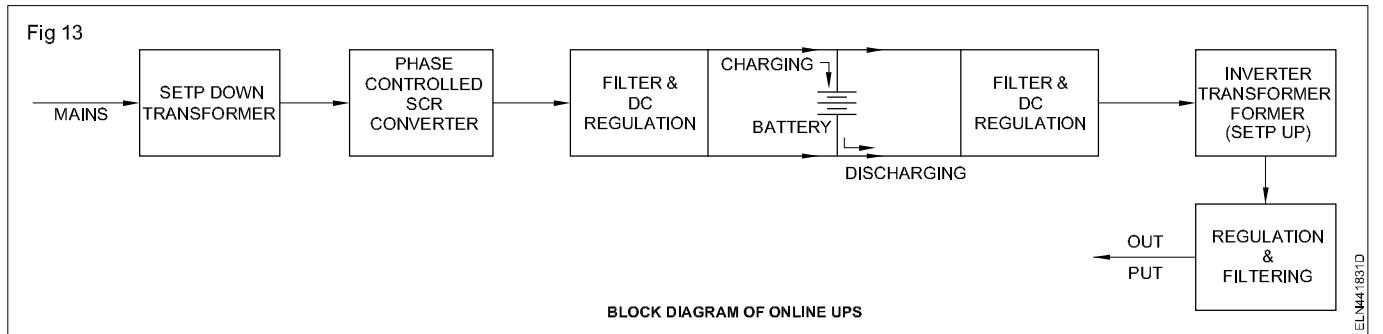 Fig 13
MAINS
SETP DOWN
TRANSFORMER
PHASE
CONTROLLED
SCR
CONVERTER
FILTER &
DC
REGULATION
CHARGING
BATTERY
DISCHARGING
FILTER &
DC
REGULATION
INVERTER
TRANSFORMER
FORMER
(SETP UP)
REGULATION
&
FILTERING
OUT
PUT
BLOCK DIAGRAM OF ONLINE UPS
ELN441831D